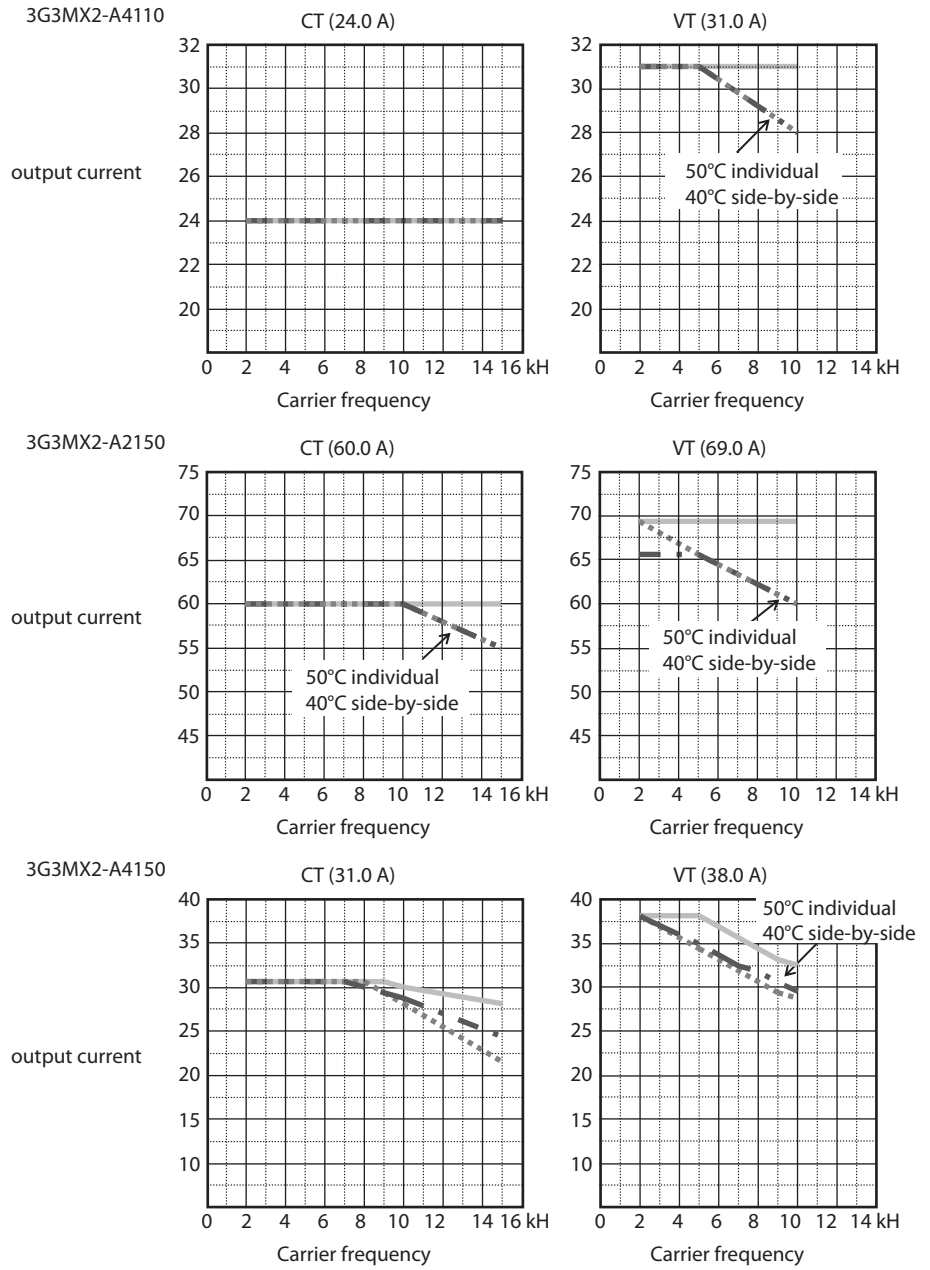 3G3MX2-A4110
CT (24.0 A)
VT (31.0 A)
32
30
28
26
24
22
20
output current
0 2 4 6 8 10 12 14 16 kH
Carrier frequency
32
30
28
26
24
22
20
50°C individual
40°C side-by-side
0 2 4 6 8 10 12 14 kH
Carrier frequency
3G3MX2-A2150
CT (60.0 A)
VT (69.0 A)
75
70
65
60
55
50
45
output current
50°C individual
40°C side-by-side
0 2 4 6 8 10 12 14 16 kH
Carrier frequency
75
70
65
60
55
50
45
50°C individual
40°C side-by-side
0 2 4 6 8 10 12 14 kH
Carrier frequency
3G3MX2-A4150
CT (31.0 A)
VT (38.0 A)
40
35
30
25
20
15
10
output current
0 2 4 6 8 10 12 14 16 kH
Carrier frequency
40
35
30
25
20
15
10
50°C individual
40°C side-by-side
0 2 4 6 8 10 12 14 kH
Carrier frequency